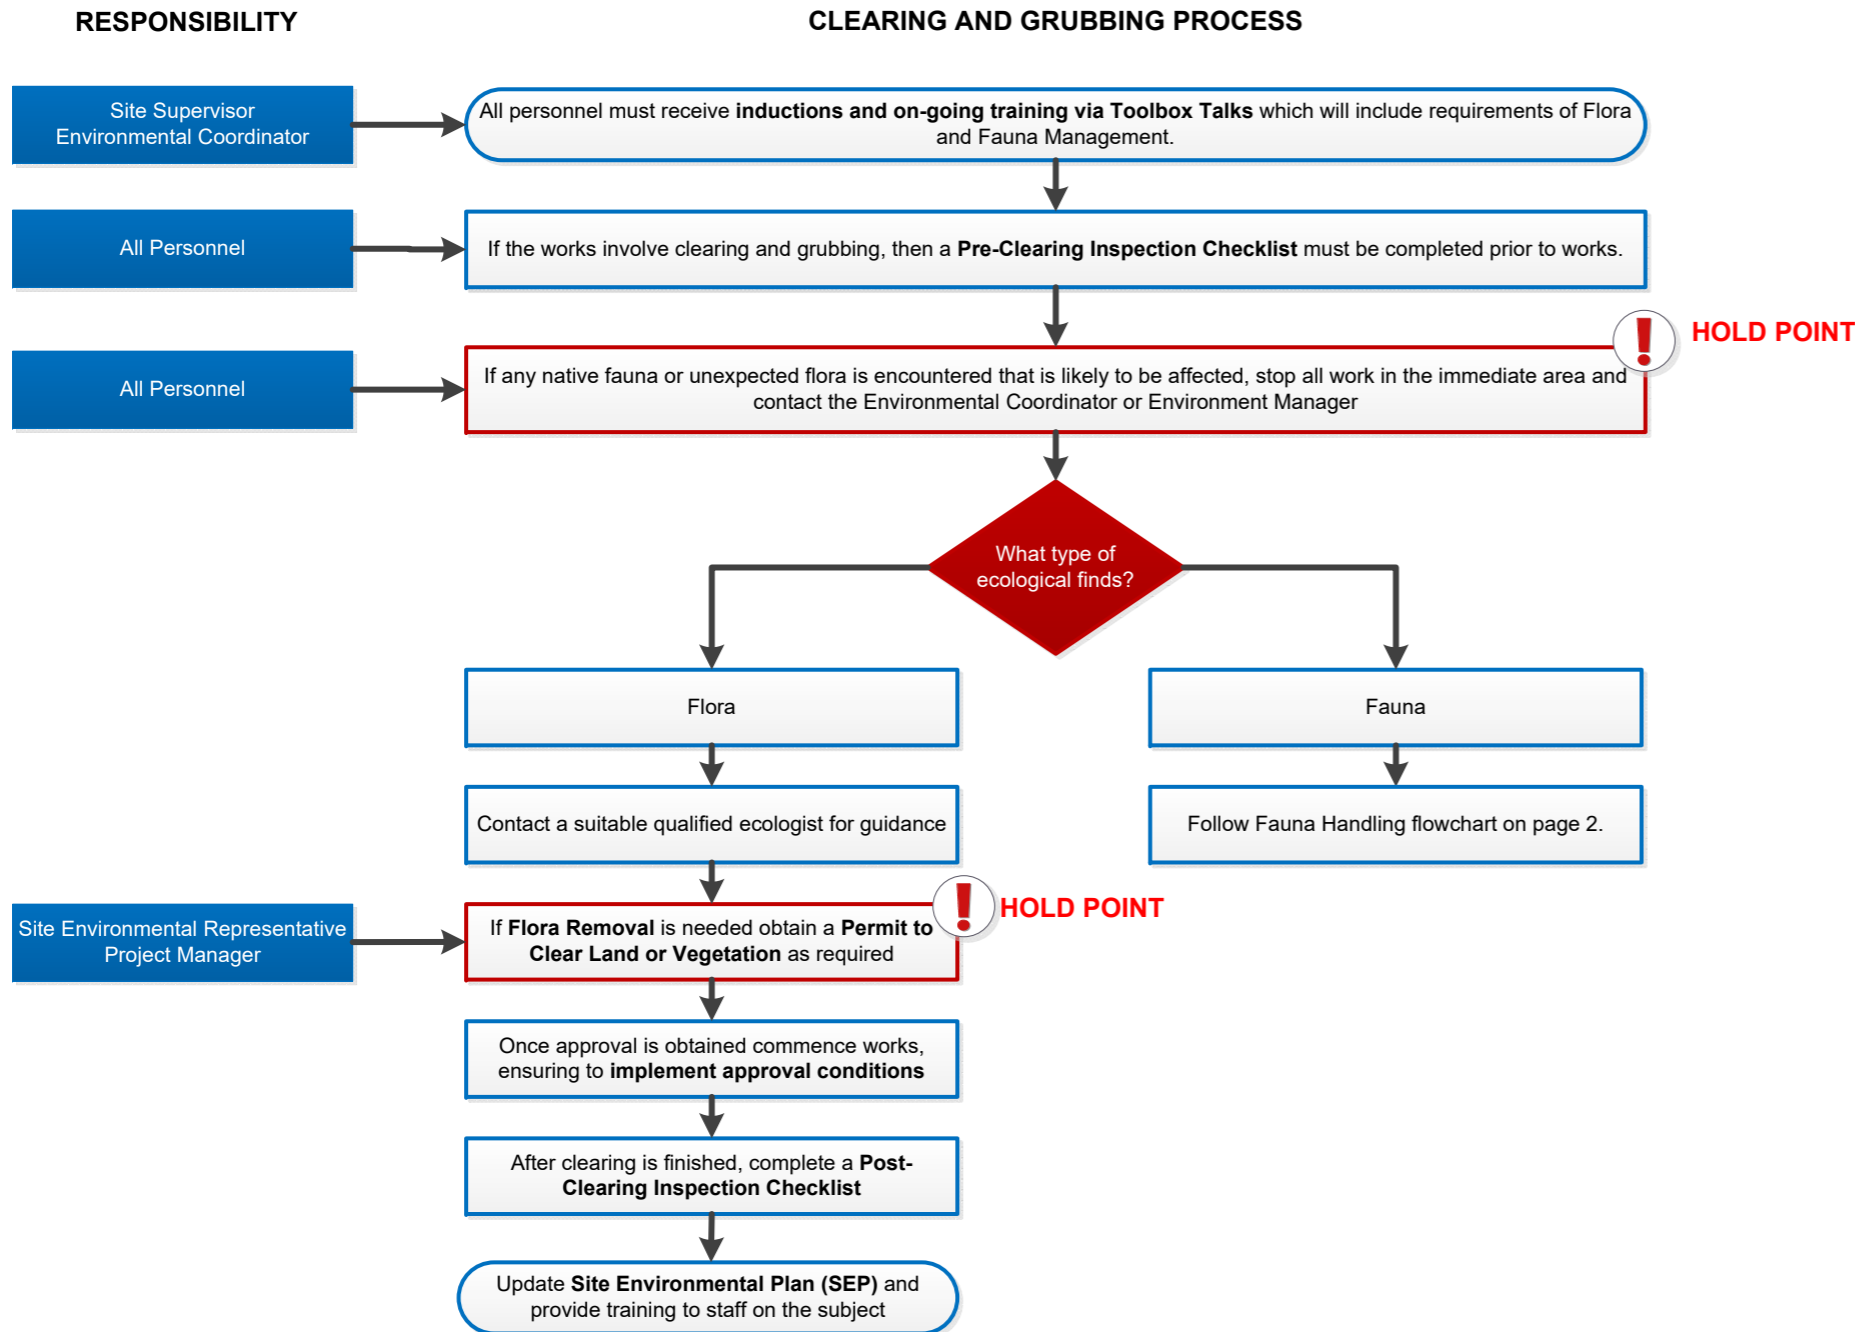 RESPONSIBILITY
CLEARING AND GRUBBING PROCESS
Site Supervisor
Environmental Coordinator
All personnel must receive inductions and on-going training via Toolbox Talks which will include requirements of Flora
and Fauna Management.
All Personnel
If the works involve clearing and grubbing, then a Pre-Clearing Inspection Checklist must be completed prior to works.
HOLD POINT
All Personnel
If any native fauna or unexpected flora is encountered that is likely to be affected, stop all work in the immediate area and
contact the Environmental Coordinator or Environment Manager
What type of
ecological finds?
Flora
Fauna
Contact a suitable qualified ecologist for guidance
Follow Fauna Handling flowchart on page 2.
HOLD POINT
Site Environmental Representative
Project Manager
If Flora Removal is needed obtain a Permit to
Clear Land or Vegetation as required
Once approval is obtained commence works,
ensuring to implement approval conditions
After clearing is finished, complete a Post-
Clearing Inspection Checklist
Update Site Environmental Plan (SEP) and
provide training to staff on the subject